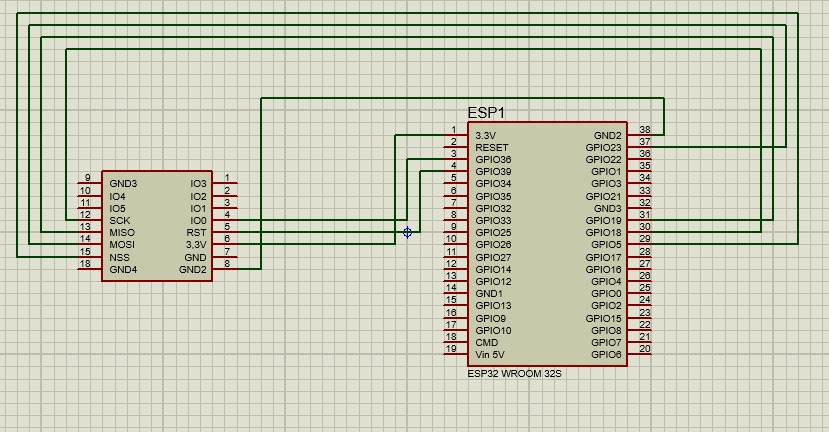 ESP1
1 3.3V GND2 38
2 RESET GPIO23 37
3 GPIO36 GPIO22 36
4 GPIO39 GPIO1 35
5 GPIO34 GPIO3 34
6 GPIO35 GPIO21 33
7 GPIO32 GND3 32
8 GPIO33 GPIO19 31
9 GPIO25 GPIO18 30
10 GPIO26 GPIO5 29
11 GPIO27 GPIO17 28
12 GPIO14 GPIO16 27
13 GPIO12 GPIO4 26
14 GND1 GPIO0 25
15 GPIO13 GPIO2 24
16 GPIO9 GPIO15 23
17 GPIO10 GPIO8 22
18 CMD GPIO7 21
19 Vin 5V GPIO6 20
ESP32 WROOM 32S
9 GND3 IO3 1
10 IO4 IO2 2
11 IO5 IO1 3
12 SCK IO0 4
13 MISO RST 5
14 MOSI 3,3V 6
15 NSS GND 7
18 GND4 GND2 8